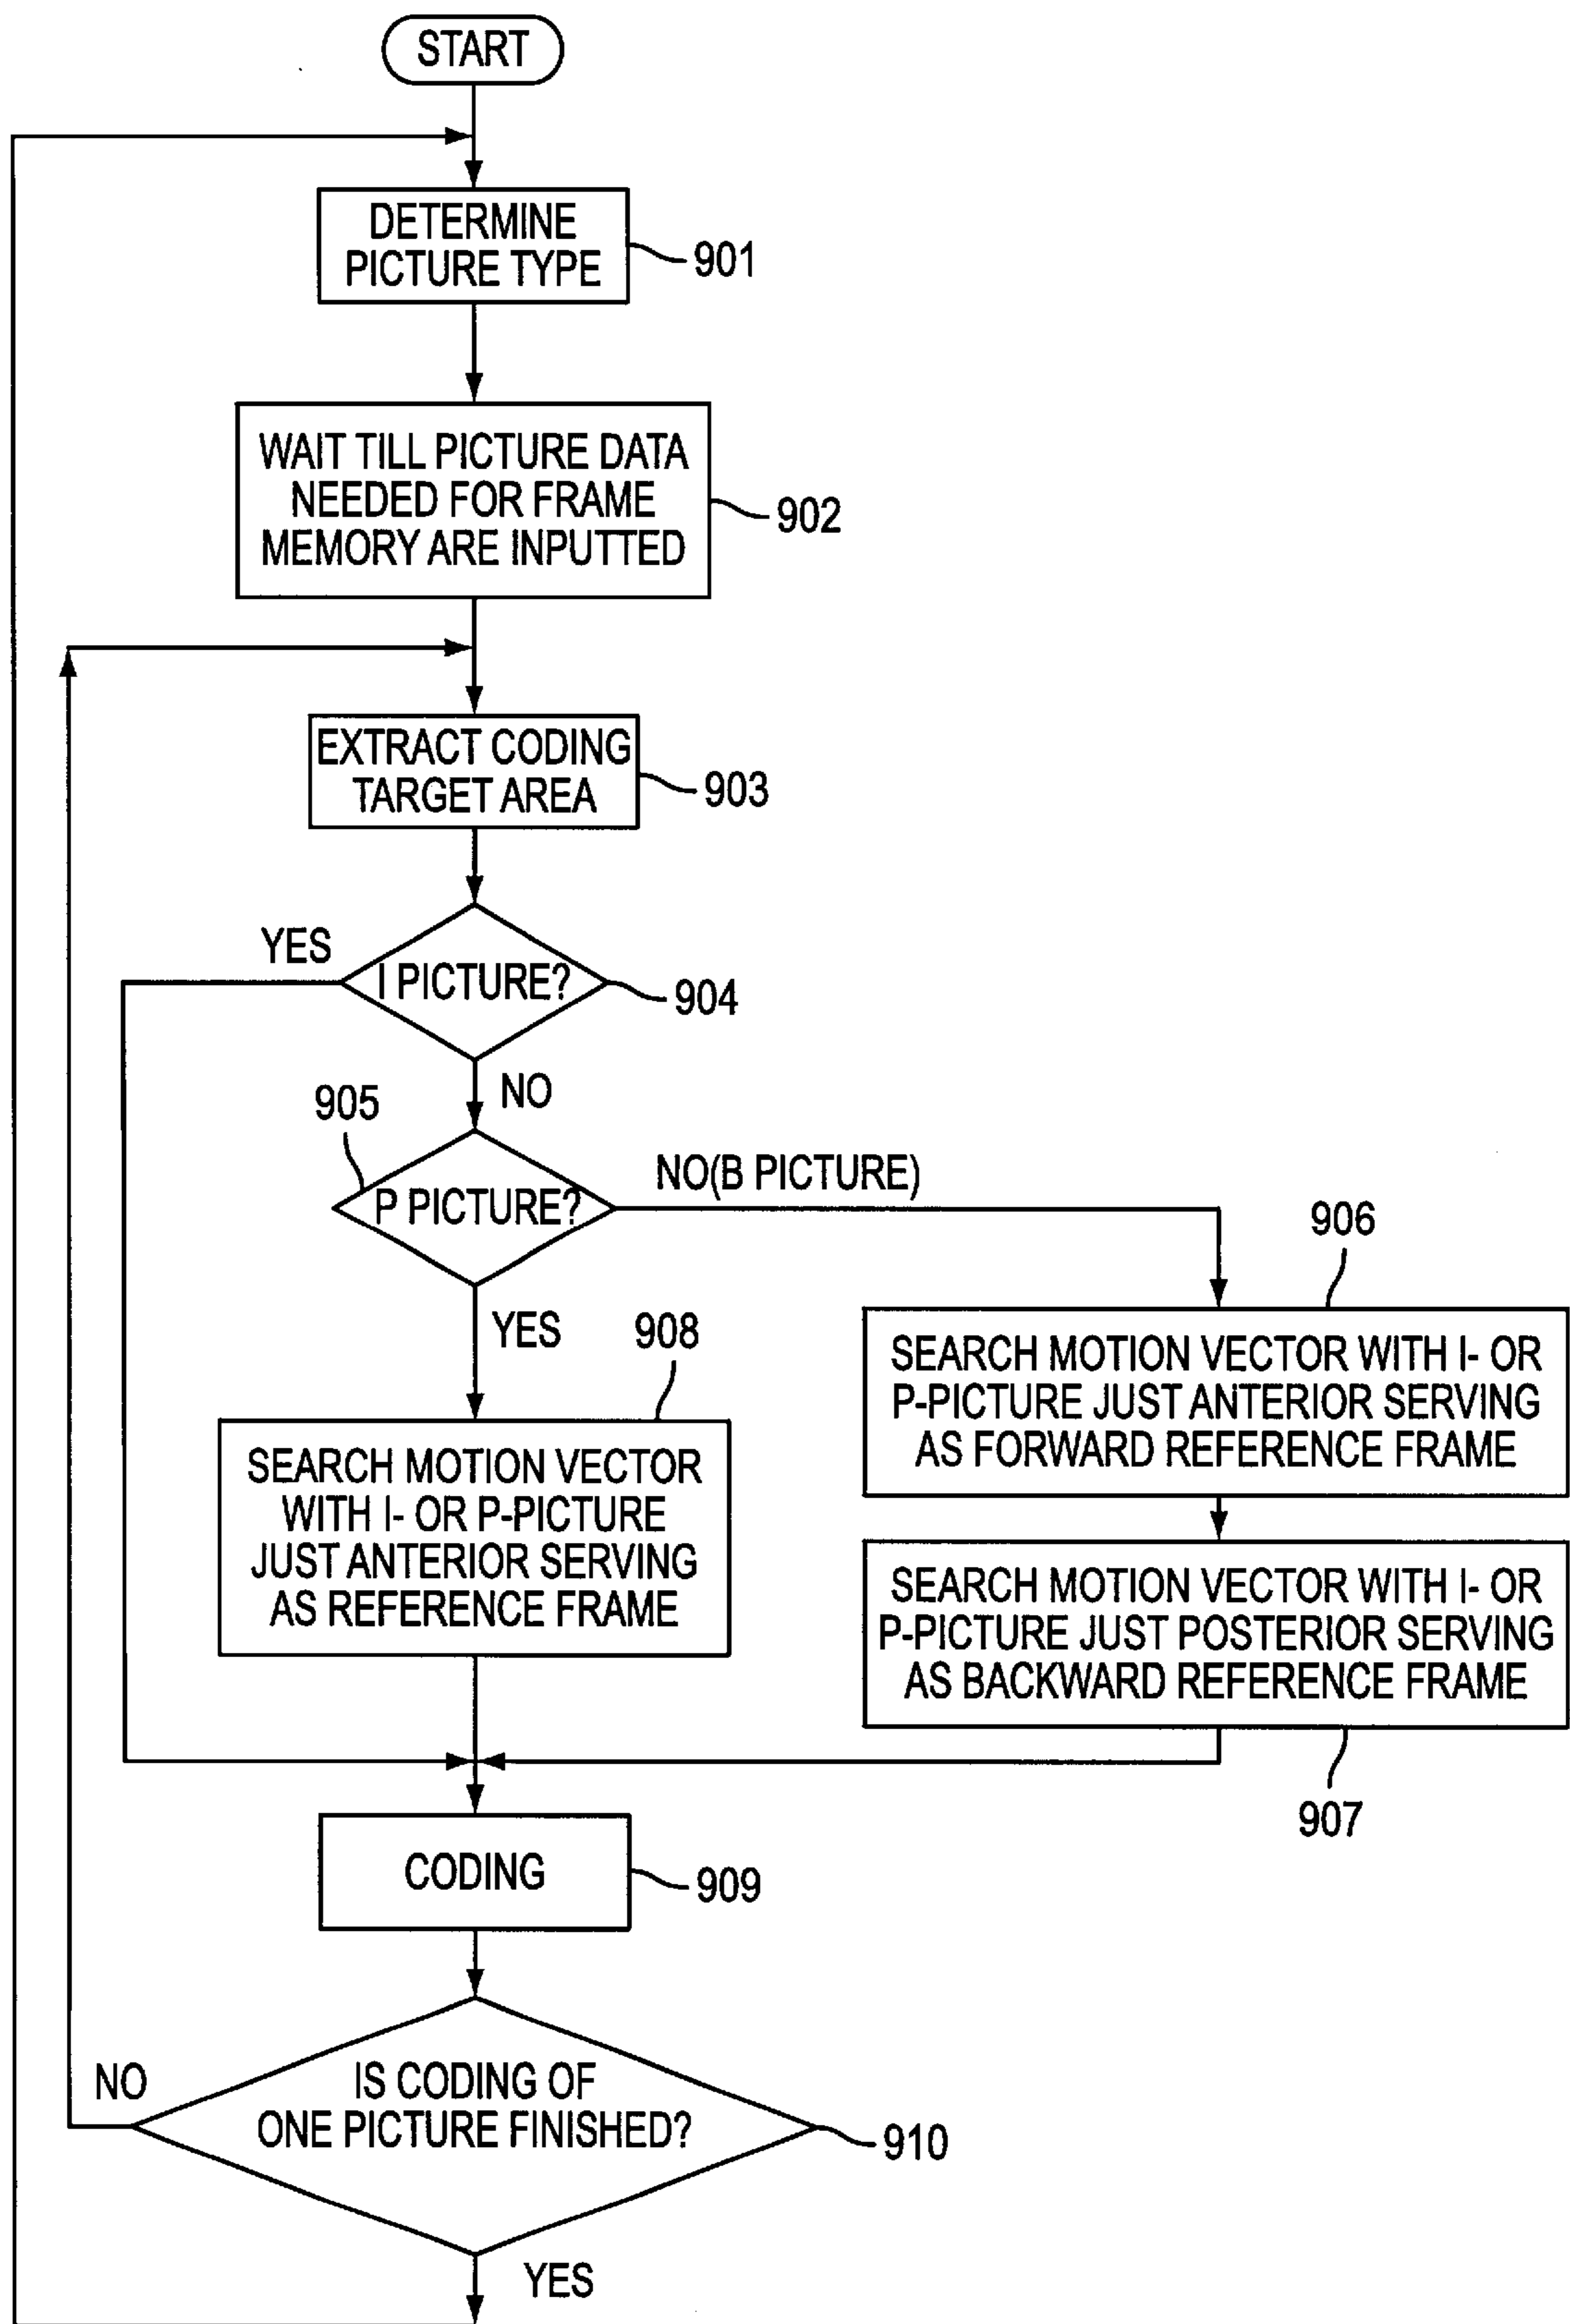 START
DETERMINE
PICTURE TYPE
901
WAIT TILL PICTURE DATA
NEEDED FOR FRAME
MEMORY ARE INPUTTED
902
EXTRACT CODING
TARGET AREA
903
YES
I PICTURE?
904
NO
905
P PICTURE?
NO(B PICTURE)
906
SEARCH MOTION VECTOR WITH I- OR
P-PICTURE JUST ANTERIOR SERVING
AS FORWARD REFERENCE FRAME
YES
908
SEARCH MOTION VECTOR
WITH I- OR P-PICTURE
JUST ANTERIOR SERVING
AS REFERENCE FRAME
SEARCH MOTION VECTOR WITH I- OR
P-PICTURE JUST POSTERIOR SERVING
AS BACKWARD REFERENCE FRAME
907
CODING
909
NO
IS CODING OF
ONE PICTURE FINISHED?
910
YES